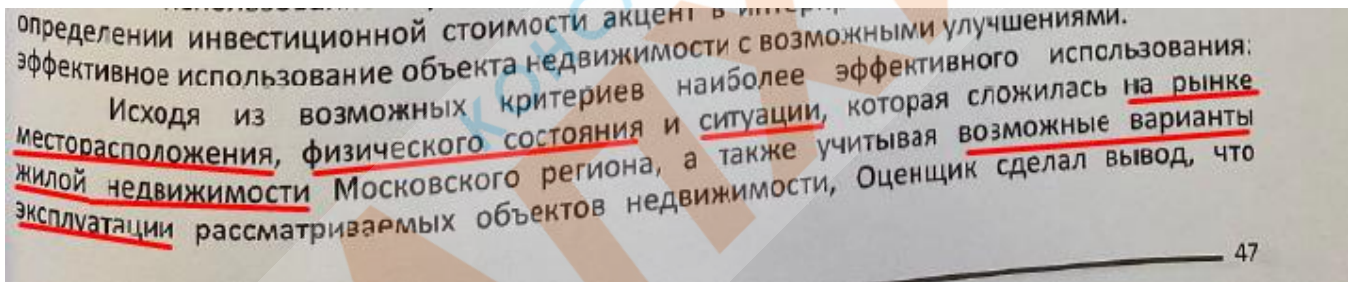 определении инвестиционной стоимости акцент в
эффективное использование объекта недвижимости с возможными улучшениями.
Исходя из возможных критериев наиболее эффективного использования:
месторасположения, физического состояния и ситуации, которая сложилась на рынке
жилой недвижимости Московского региона, а также учитывая возможные варианты
эксплуатации рассматриваемых объектов недвижимости, Оценщик сделал вывод, что
47